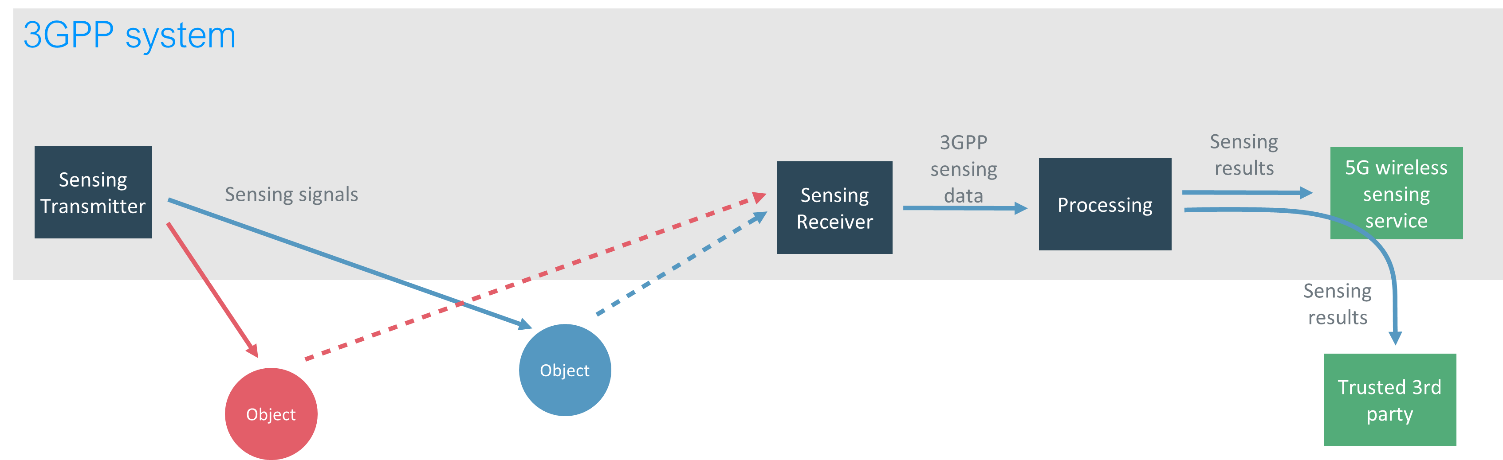 3GPP system
Sensing
Transmitter
Sensing signals
Object
Object
Sensing
Receiver
3GPP
sensing
data
Processing
Sensing
results
5G wireless
sensing
service
Sensing
results
Trusted 3rd
party